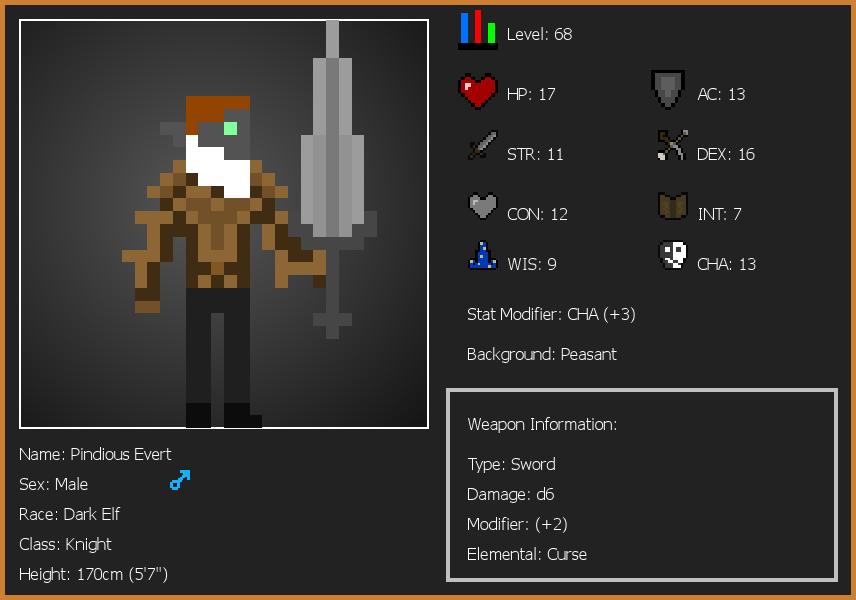 Level: 68
HP: 17
AC: 13
STR: 11
DEX: 16
CON: 12
INT: 7
WIS: 9
CHA: 13
Stat Modifier: CHA (+3)
Background: Peasant
Weapon Information:
Type: Sword
Damage: d6
Modifier: (+2)
Elemental: Curse
Name: Pindious Evert
Sex: Male
Race: Dark Elf
Class: Knight
Height: 170cm (5'7")